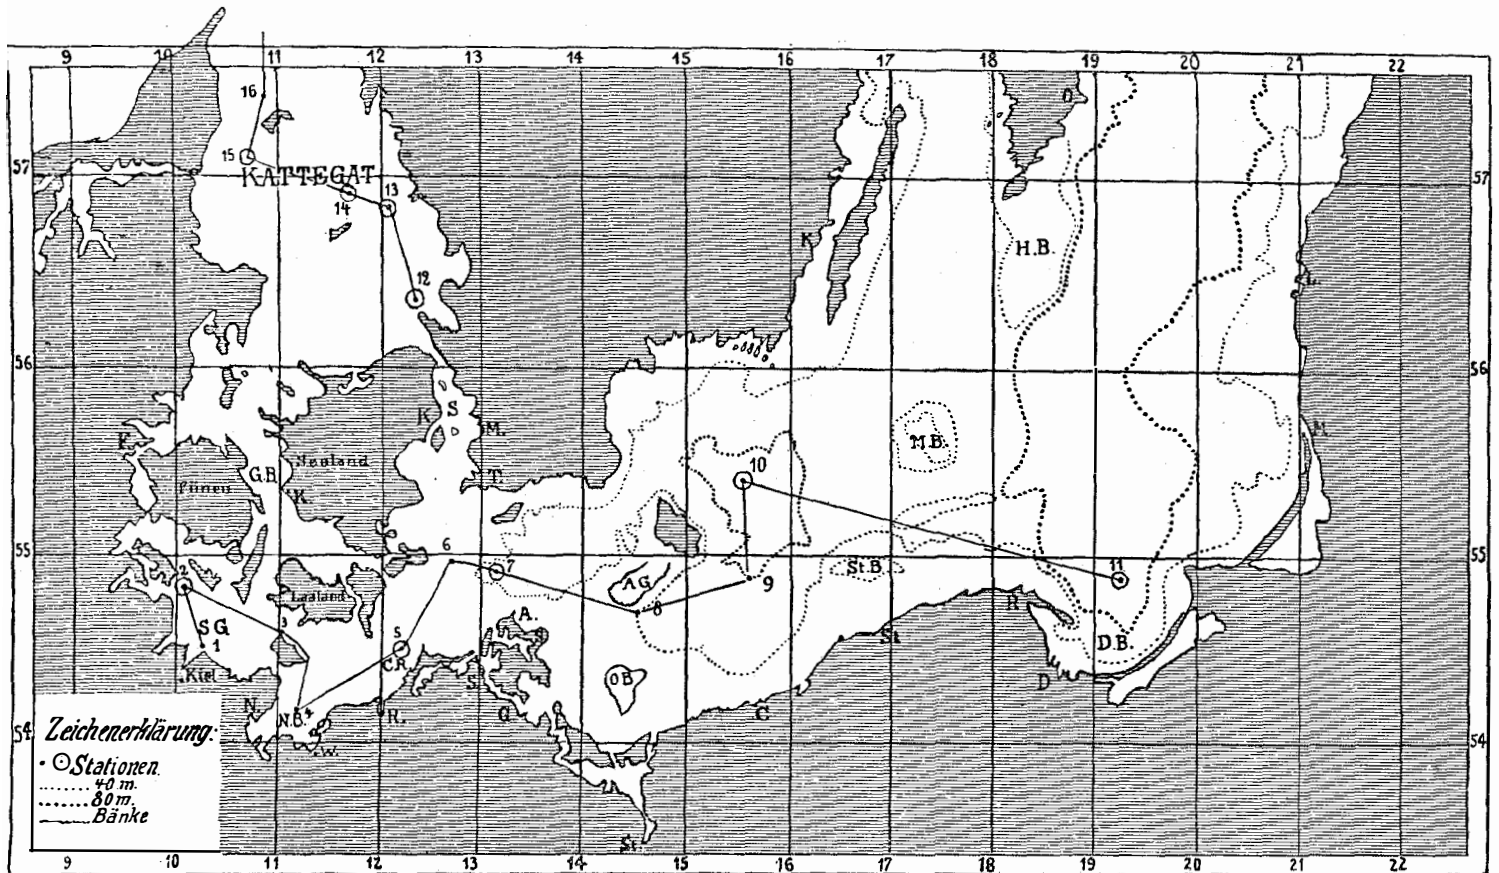 9 10 11 12 13 14 15 16 17 18 19 20 21 22
16
O
15
57
KATTEGAT
13
57
14
K
H.B.
12
L.
56
56
K
S
M.
M.
F.
M.B.
Seeland
T.
10
G.B.
Fünen
K.
55
6
55
2
7
A.G.
St.B.
11
9
Laaland
8
R
3
A.
SG
1
5
St
D.B.
C.R.
Kiel
S.
OB
D
N.
N.B. 4
R.
G
C
54
54
W.
St.
Zeichenerklärung:
Stationen.
40 m.
80 m.
Bänke
9 10 11 12 13 14 15 16 17 18 19 20 21 22